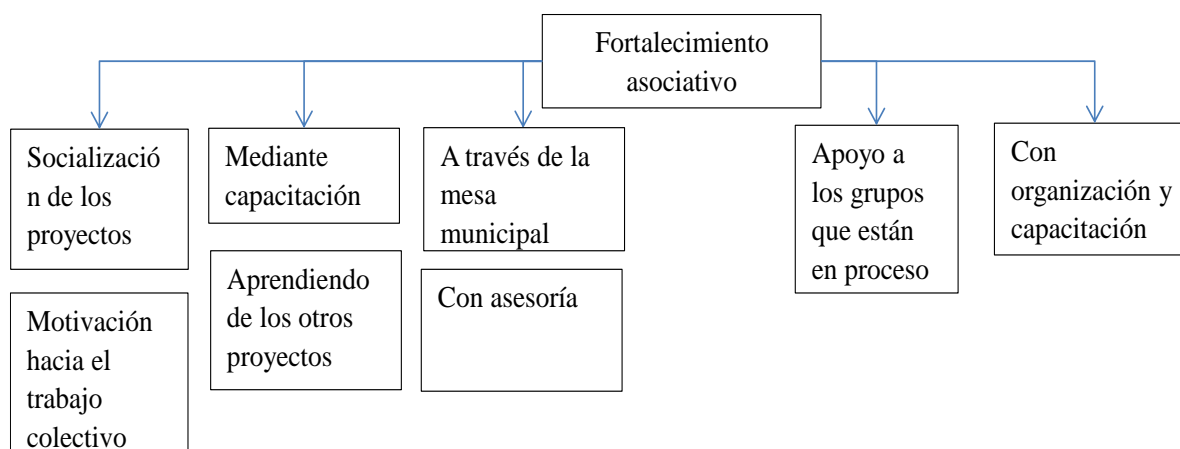 Fortalecimiento
asociativo
Socializació
n de los
proyectos
Mediante
capacitación
A través de la
mesa
municipal
Apoyo a
los grupos
que están
en proceso
Con
organización y
capacitación
Motivación
hacia el
trabajo
colectivo
Aprendiendo
de los otros
proyectos
Con asesoría